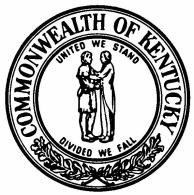 COMMONWEALTH OF KENTUCKY
UNITED WE STAND
DIVIDED WE FALL